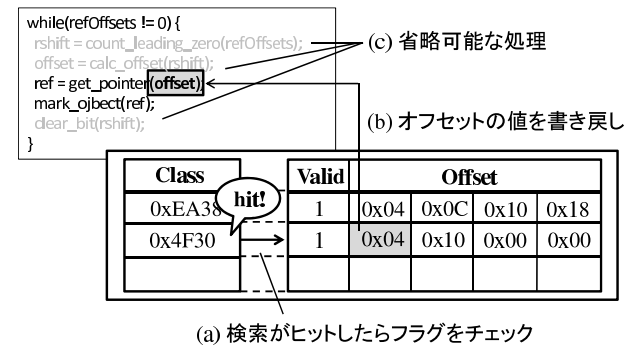 while(refOffsets != 0) {
rshift = count_leading_zero(refOffsets);
offset = calc_offset(rshift);
ref = get_pointer(offset);
mark_ojbect(ref);
clear_bit(rshift);
}
(c) 省略可能な処理
(b) オフセットの値を書き戻し
Class Valid Offset
hit!
0xEA38 1 0x04 0x0C 0x10 0x18
0x4F30 1 0x04 0x10 0x00 0x00
(a) 検索がヒットしたらフラグをチェック